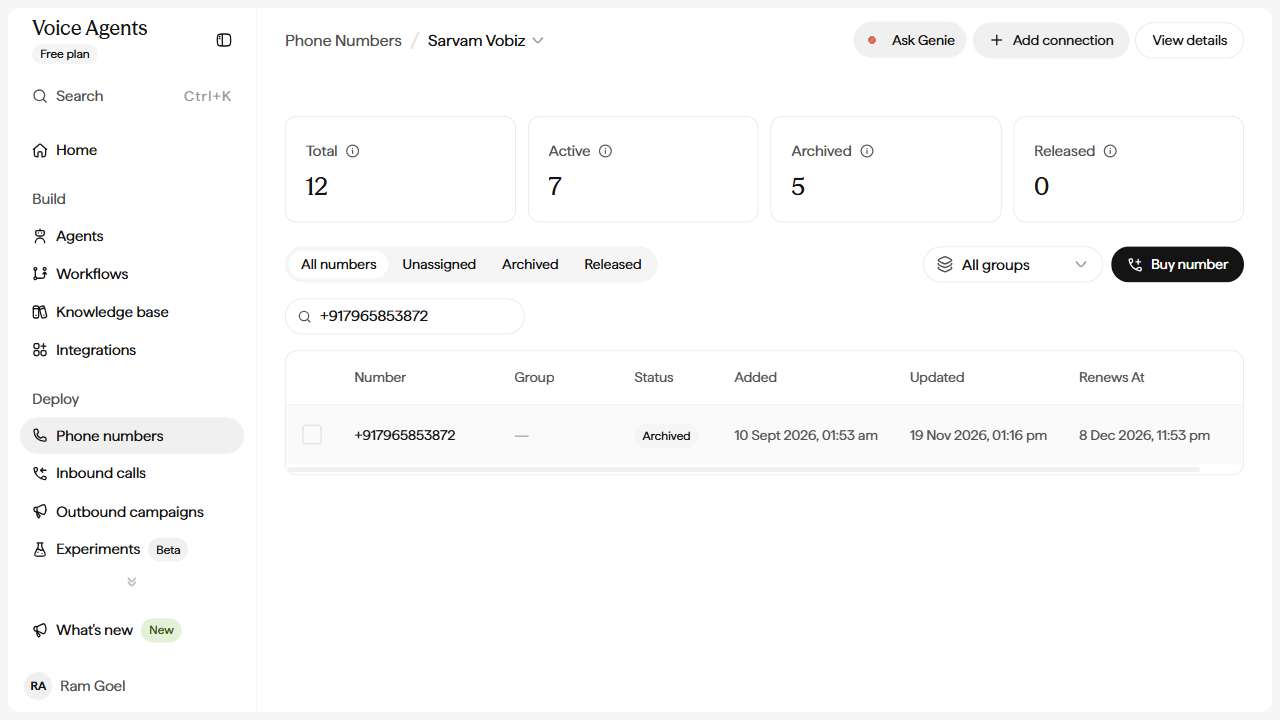 Voice Agents
Free plan
Search Ctrl+K
Home
Build
Agents
Workflows
Knowledge base
Integrations
Deploy
Phone numbers
Inbound calls
Outbound campaigns
Experiments Beta
What's new New
RA Ram Goel
Phone Numbers / Sarvam Vobiz
Ask Genie Add connection View details
Total Active Archived Released
12 7 5 0
All numbers Unassigned Archived Released
All groups Buy number
+917965853872
Number Group Status Added Updated Renews At
+917965853872 — Archived 10 Sept 2026, 01:53 am 19 Nov 2026, 01:16 pm 8 Dec 2026, 11:53 pm